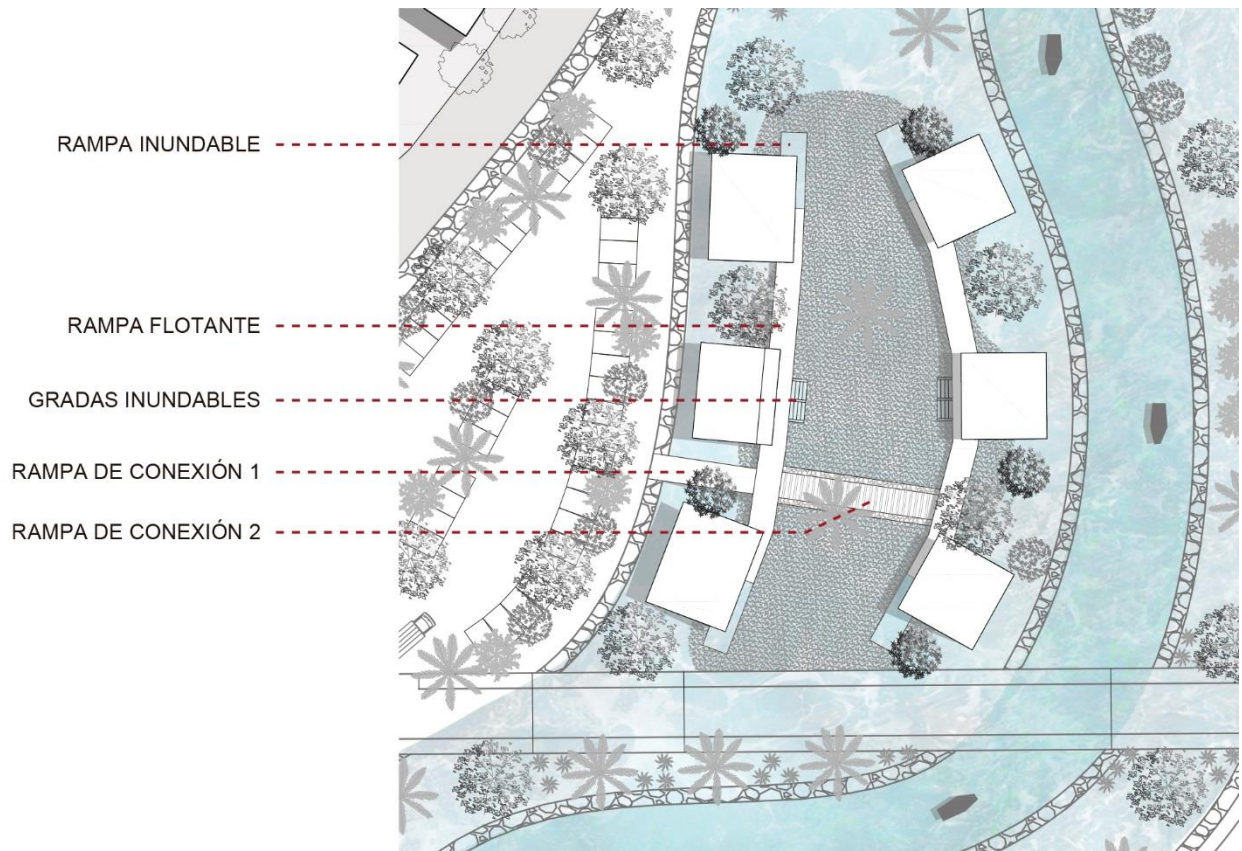 RAMPA INUNDABLE
RAMPA FLOTANTE
GRADAS INUNDABLES
RAMPA DE CONEXIÓN 1
RAMPA DE CONEXIÓN 2